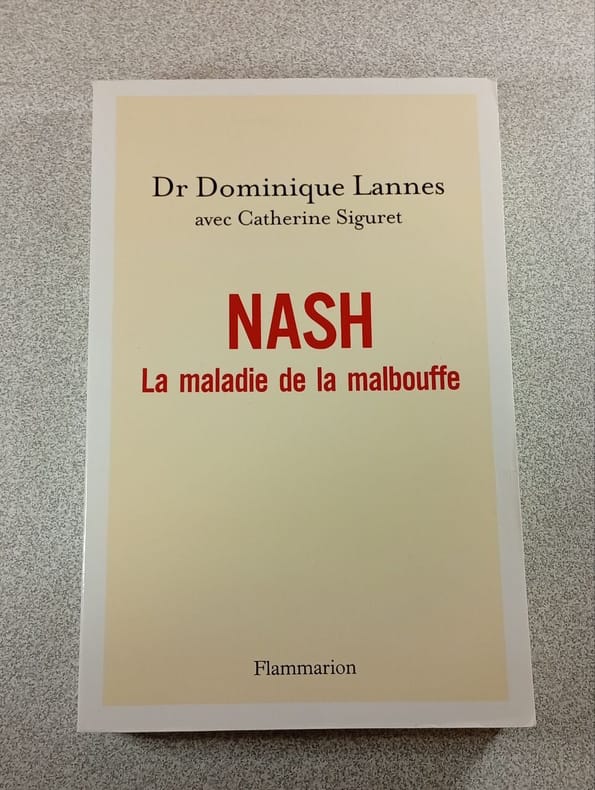 Dr Dominique Lannes
avec Catherine Siguret
NASH
La maladie de la malbouffe
Flammarion